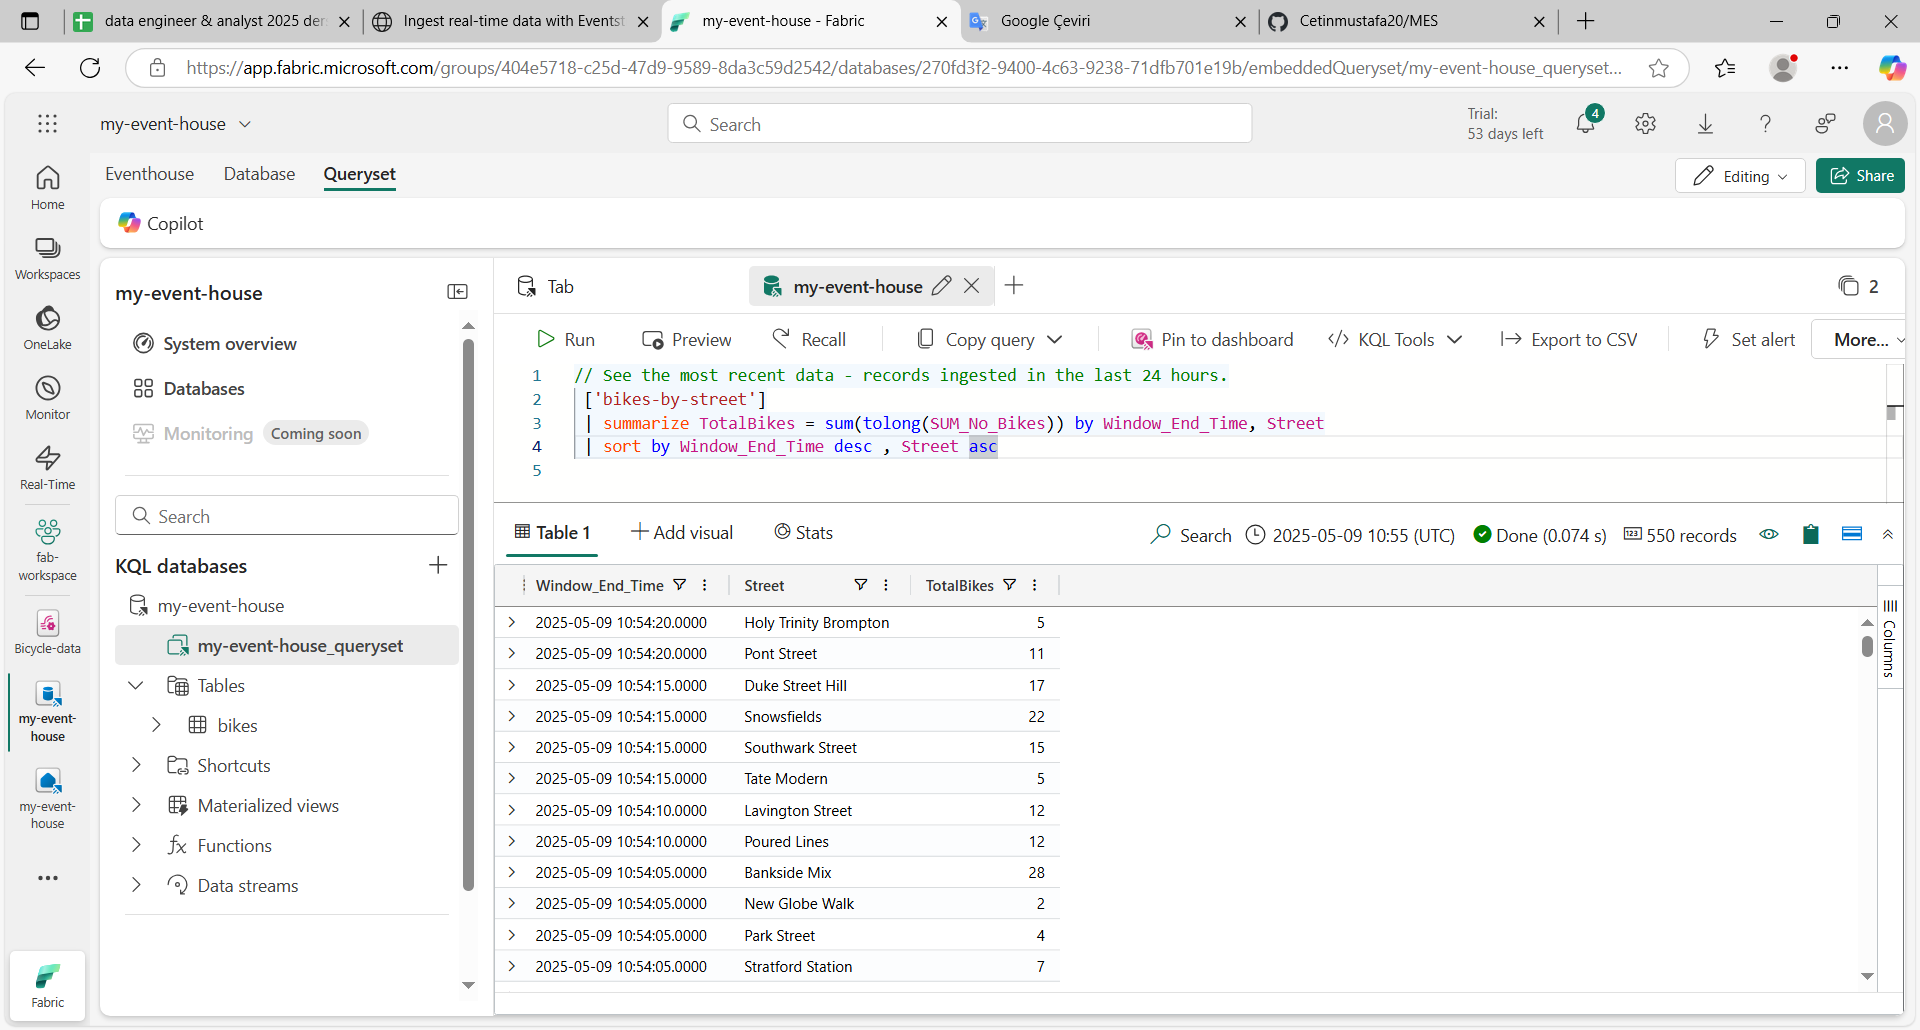 data engineer & analyst 2025 der
Ingest real-time data with Eventst
my-event-house - Fabric
Google Çeviri
Cetinmustafa20/MES
https://app.fabric.microsoft.com/groups/404e5718-c25d-47d9-9589-8da3c59d2542/databases/270fd3f2-9400-4c63-9238-71dfb701e19b/embeddedQueryset/my-event-house_queryset...
my-event-house
Search
Trial:
53 days left
4
Home
Workspaces
OneLake
Monitor
Real-Time
fab-
workspace
Bicycle-data
my-event-
house
my-event-
house
Fabric
Eventhouse
Database
Queryset
Editing
Share
Copilot
my-event-house
System overview
Databases
Monitoring
Coming soon
Search
KQL databases
my-event-house
my-event-house_queryset
Tables
bikes
Shortcuts
Materialized views
Functions
Data streams
Tab
my-event-house
2
Run
Preview
Recall
Copy query
Pin to dashboard
KQL Tools
Export to CSV
Set alert
More...
1 // See the most recent data - records ingested in the last 24 hours.
2 ['bikes-by-street']
3 | summarize TotalBikes = sum(tolong(SUM_No_Bikes)) by Window_End_Time, Street
4 | sort by Window_End_Time desc , Street asc
5
Table 1
Add visual
Stats
Search
2025-05-09 10:55 (UTC)
Done (0.074 s)
123 550 records
Window_End_Time Street TotalBikes
2025-05-09 10:54:20.0000 Holy Trinity Brompton 5
2025-05-09 10:54:20.0000 Pont Street 11
2025-05-09 10:54:15.0000 Duke Street Hill 17
2025-05-09 10:54:15.0000 Snowsfields 22
2025-05-09 10:54:15.0000 Southwark Street 15
2025-05-09 10:54:15.0000 Tate Modern 5
2025-05-09 10:54:10.0000 Lavington Street 12
2025-05-09 10:54:10.0000 Poured Lines 12
2025-05-09 10:54:05.0000 Bankside Mix 28
2025-05-09 10:54:05.0000 New Globe Walk 2
2025-05-09 10:54:05.0000 Park Street 4
2025-05-09 10:54:05.0000 Stratford Station 7
Columns